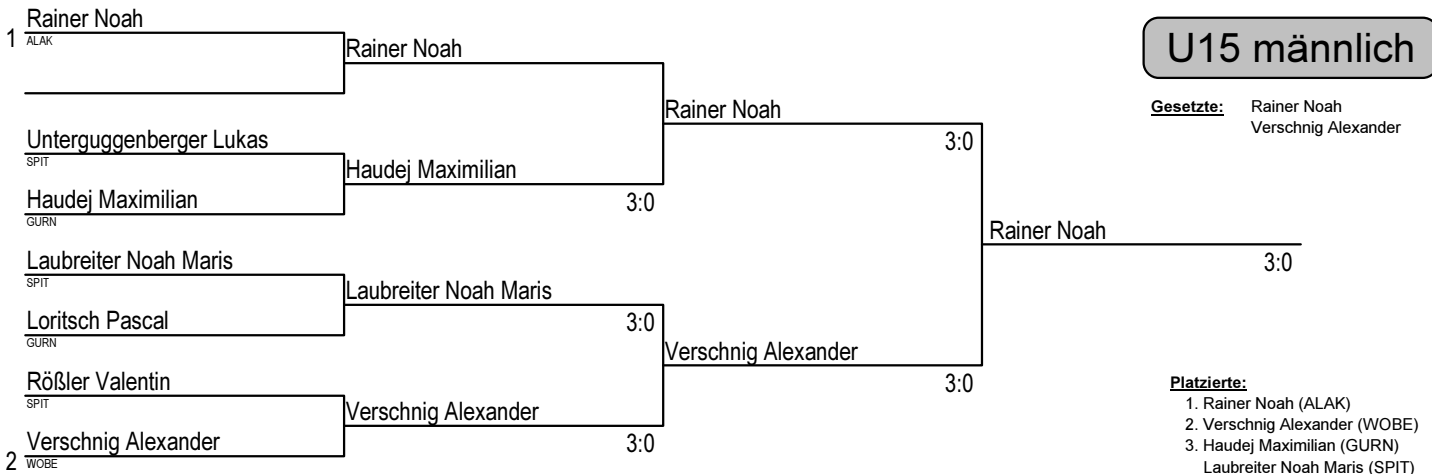 Rainer Noah
1
ALAK
Rainer Noah
U15 männlich
Gesetzte: Rainer Noah
Verschnig Alexander
Rainer Noah
3:0
Unterguggenberger Lukas
SPIT
Haudej Maximilian
3:0
Haudej Maximilian
GURN
Rainer Noah
3:0
Laubreiter Noah Maris
SPIT
Laubreiter Noah Maris
3:0
Loritsch Pascal
GURN
Verschnig Alexander
3:0
Rößler Valentin
SPIT
Verschnig Alexander
3:0
Verschnig Alexander
2
WOBE
Platzierte:
1. Rainer Noah (ALAK)
2. Verschnig Alexander (WOBE)
3. Haudej Maximilian (GURN)
Laubreiter Noah Maris (SPIT)